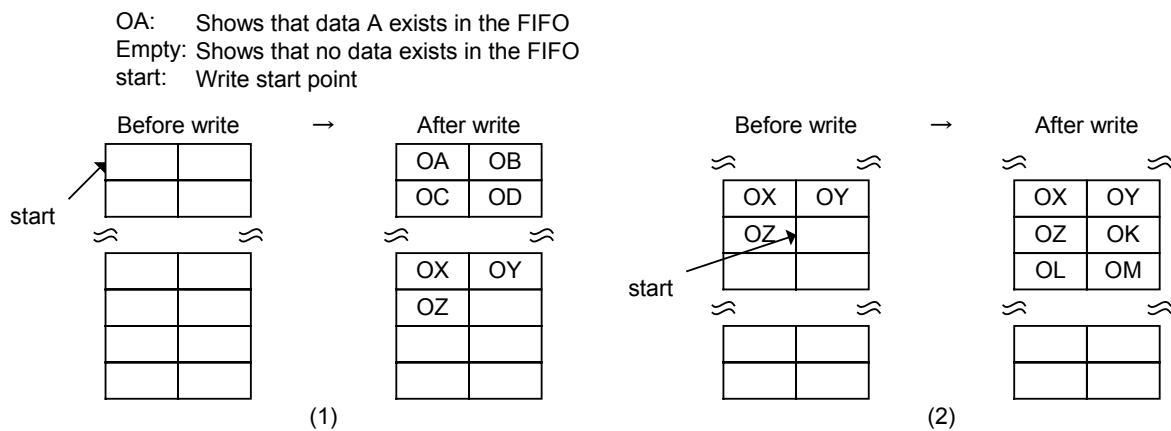 OA: Shows that data A exists in the FIFO
Empty: Shows that no data exists in the FIFO
start: Write start point
Before write → After write
start
OA OB
OC OD
OX OY
OZ
(1)
Before write → After write
OX OY
OZ
start
OX OY
OZ OK
OL OM
(2)